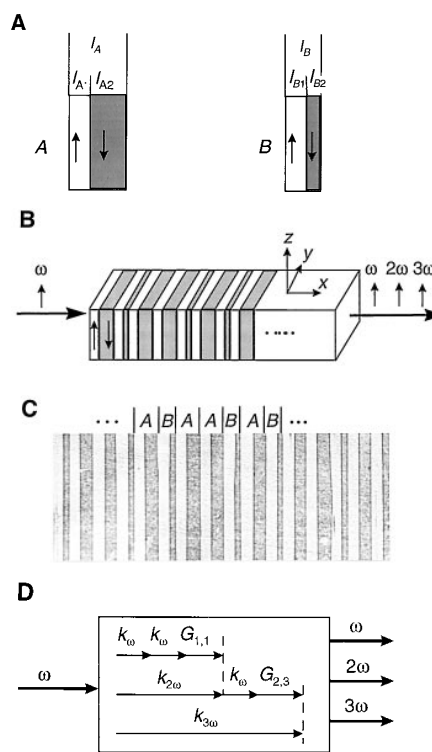 A
l_A l_B
l_A1 l_A2 l_B1 l_B2
A B
B
ω z y x ω 2ω 3ω
· ·· ··
C
··· A B A A B A B ···
D
k_ω k_ω G_1,1 ω
ω k_2ω k_ω G_2,3 2ω
k_3ω 3ω